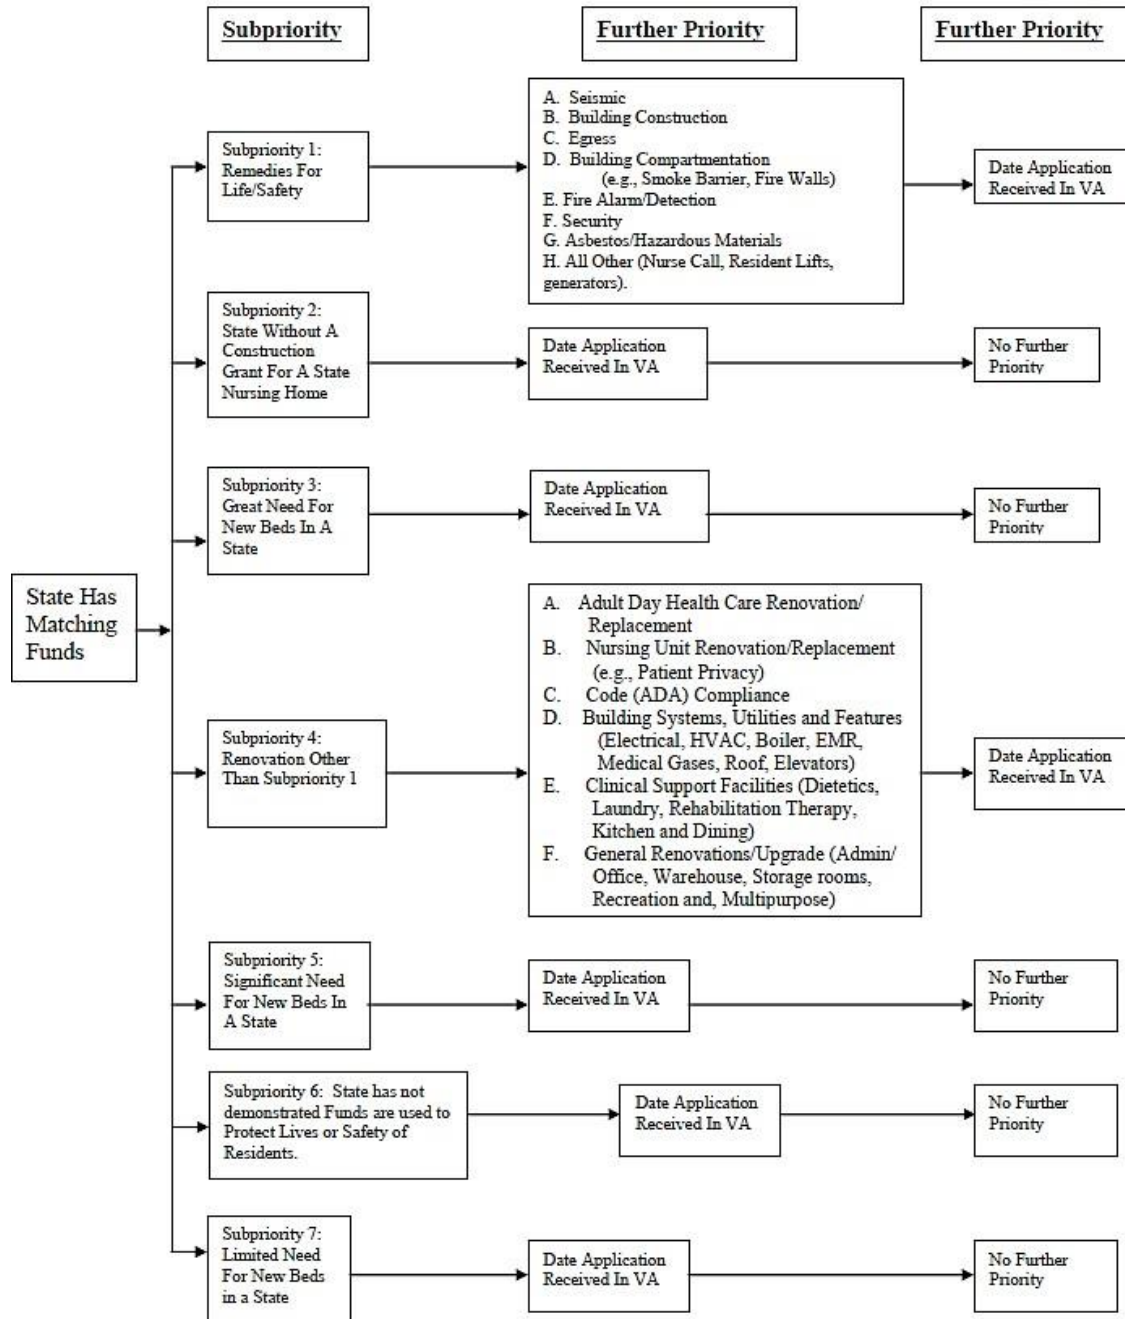 Subpriority
Further Priority
Further Priority
Subpriority 1:
Remedies For
Life/Safety
A. Seismic
B. Building Construction
C. Egress
D. Building Compartmentation
(e.g., Smoke Barrier, Fire Walls)
E. Fire Alarm/Detection
F. Security
G. Asbestos/Hazardous Materials
H. All Other (Nurse Call, Resident Lifts,
generators).
Date Application
Received In VA
Subpriority 2:
State Without A
Construction
Grant For A State
Nursing Home
Date Application
Received In VA
No Further
Priority
Subpriority 3:
Great Need For
New Beds In A
State
Date Application
Received In VA
No Further
Priority
State Has
Matching
Funds
Subpriority 4:
Renovation Other
Than Subpriority 1
A. Adult Day Health Care Renovation/
Replacement
B. Nursing Unit Renovation/Replacement
(e.g., Patient Privacy)
C. Code (ADA) Compliance
D. Building Systems, Utilities and Features
(Electrical, HVAC, Boiler, EMR,
Medical Gases, Roof, Elevators)
E. Clinical Support Facilities (Dietetics,
Laundry, Rehabilitation Therapy,
Kitchen and Dining)
F. General Renovations/Upgrade (Admin/
Office, Warehouse, Storage rooms,
Recreation and, Multipurpose)
Date Application
Received In VA
Subpriority 5:
Significant Need
For New Beds In
A State
Date Application
Received In VA
No Further
Priority
Subpriority 6: State has not
demonstrated Funds are used to
Protect Lives or Safety of
Residents.
Date Application
Received In VA
No Further
Priority
Subpriority 7:
Limited Need
For New Beds
in a State
Date Application
Received In VA
No Further
Priority